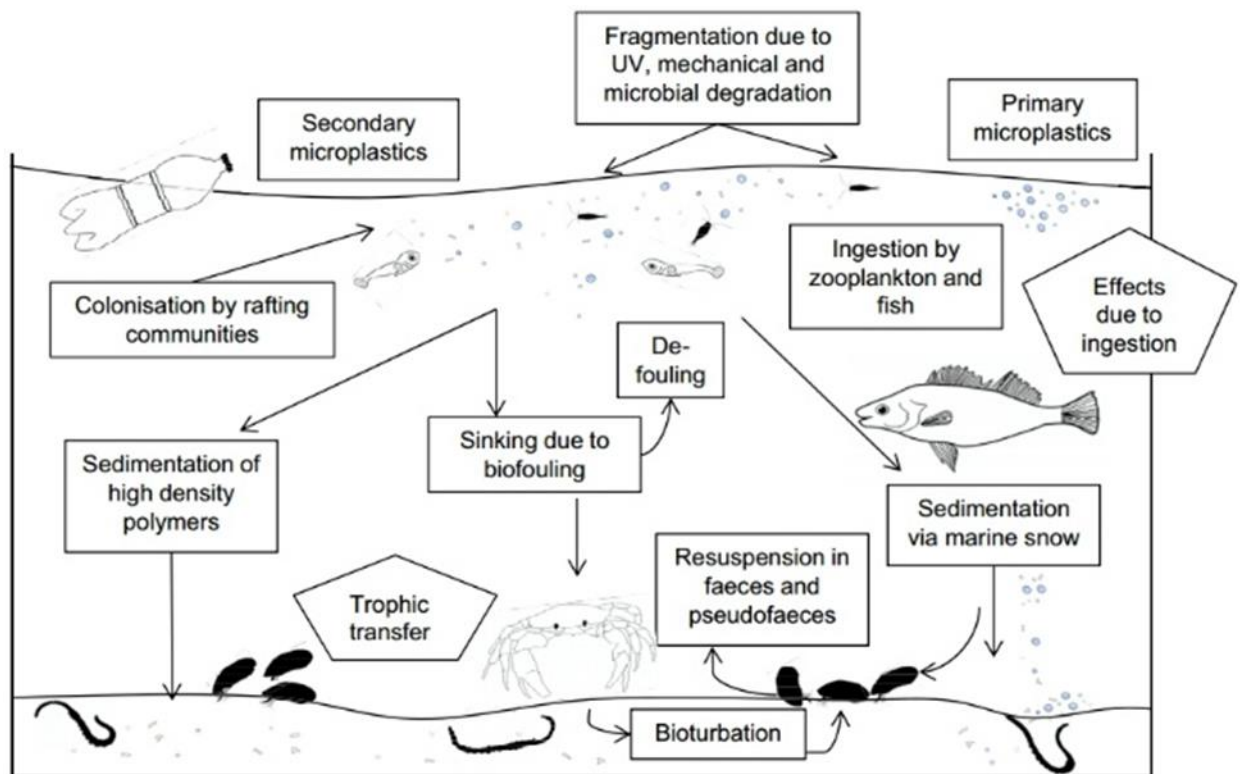 Fragmentation due to
UV, mechanical and
microbial degradation
Secondary
microplastics
Primary
microplastics
Colonisation by rafting
communities
Ingestion by
zooplankton and
fish
Effects
due to
ingestion
De-
fouling
Sedimentation of
high density
polymers
Sinking due to
biofouling
Sedimentation
via marine snow
Trophic
transfer
Resuspension in
faeces and
pseudofaeces
Bioturbation